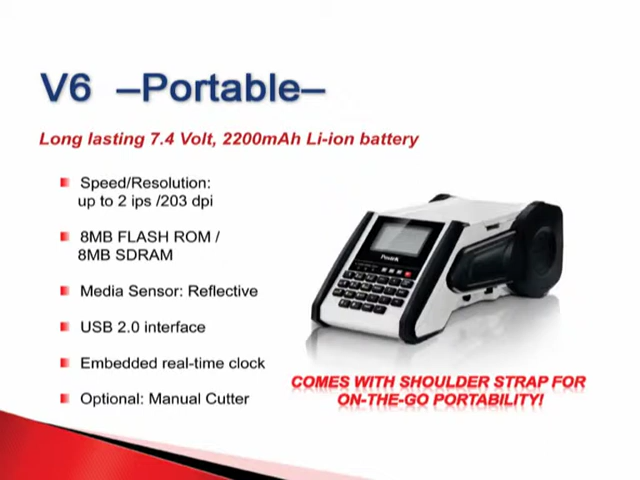 V6 –Portable–
Long lasting 7.4 Volt, 2200mAh Li-ion battery
Speed/Resolution:
up to 2 ips /203 dpi
8MB FLASH ROM /
8MB SDRAM
Media Sensor: Reflective
USB 2.0 interface
Embedded real-time clock
Optional: Manual Cutter
Postek
COMES WITH SHOULDER STRAP FOR
ON-THE-GO PORTABILITY!